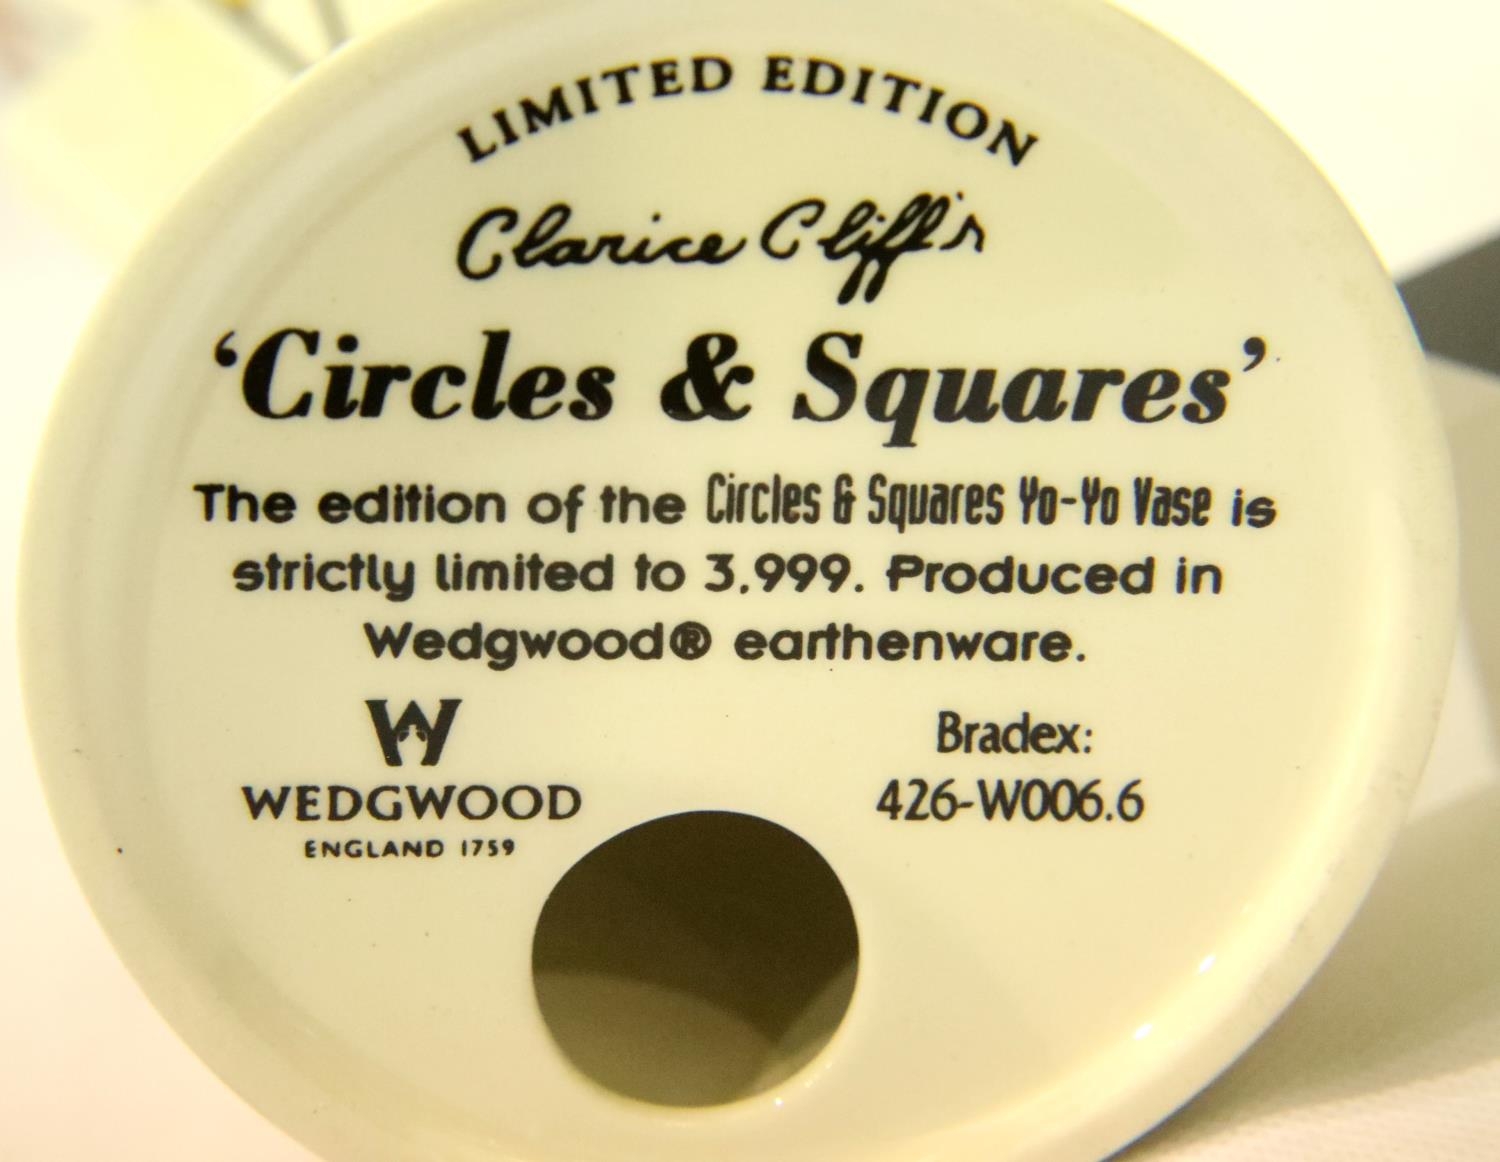 LIMITED EDITION
Clarice Cliff's
‘Circles & Squares’
The edition of the Circles & Squares Yo-Yo Vase is
strictly limited to 3,999. Produced in
Wedgwood® earthenware.
W
WEDGWOOD
ENGLAND 1759
Bradex:
426-W006.6